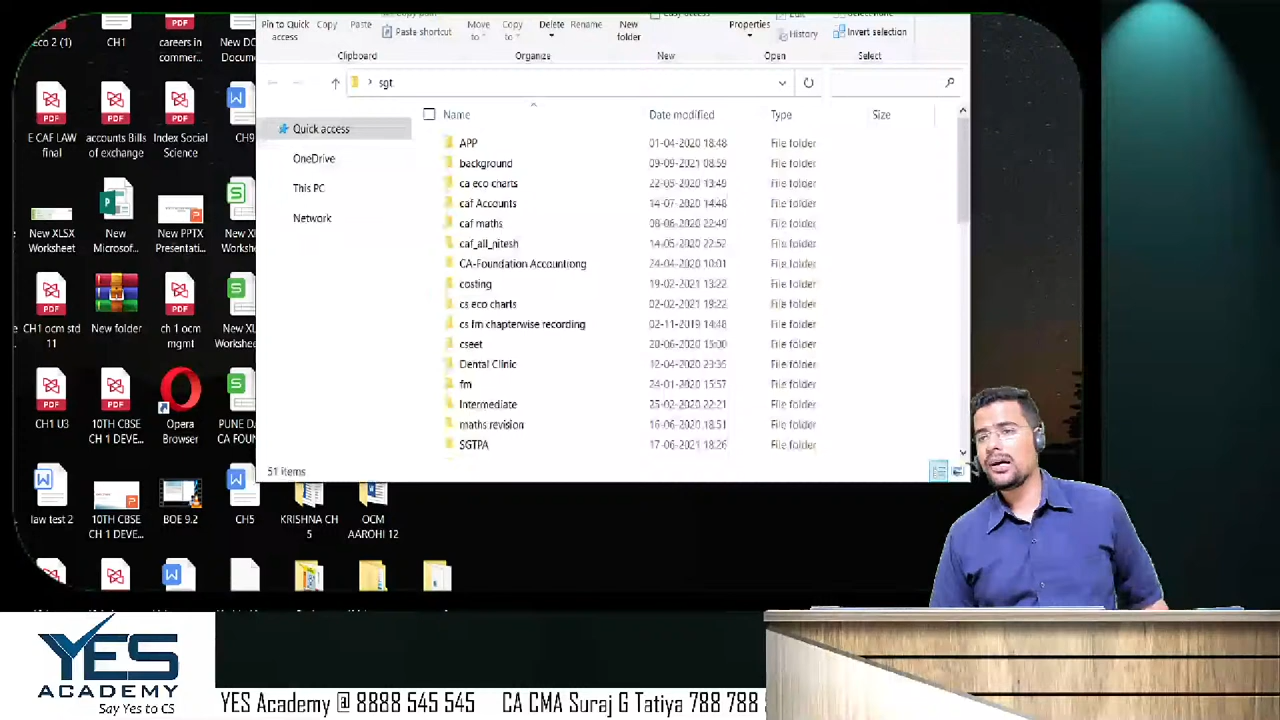 Pin to Quick access
Copy
Paste
Paste shortcut
Move to
Copy to
Delete
Rename
New folder
Properties
History
Invert selection
Clipboard
Organize
New
Open
Select
sgt
Quick access
OneDrive
This PC
Network
Name Date modified Type Size
APP 01-04-2020 18:48 File folder
background 09-09-2021 08:59 File folder
ca eco charts 22-05-2020 13:49 File folder
caf Accounts 14-07-2020 14:48 File folder
caf maths 08-06-2020 22:49 File folder
caf_all_nitesh 14-05-2020 22:52 File folder
CA-Foundation Accountiong 24-04-2020 10:01 File folder
costing 19-02-2021 13:22 File folder
cs eco charts 02-02-2021 19:22 File folder
cs lm chapterwise recording 02-11-2019 14:48 File folder
cseet 20-06-2020 15:00 File folder
Dental Clinic 12-04-2020 23:35 File folder
fm 24-01-2020 15:57 File folder
Intermediate 25-02-2020 22:21 File folder
maths revision 16-06-2020 18:51 File folder
SGTPA 17-06-2021 18:26 File folder
51 items
Eco 2 (1)
CH1
careers in commer...
New DC
Docum
E CAF LAW final
accounts Bills of exchange
Index Social Science
CH9
New XLSX Worksheet
New Microsof...
New PPTX Presentati...
New XL
Worksh
CH1 ocm std 11
New folder
ch 1 ocm mgmt
New XL
Worksh
CH1 U3
10TH CBSE CH 1 DEVE...
Opera Browser
PUNE D
CA FOU
law test 2
10TH CBSE CH 1 DEVE...
BOE 9.2
CH5
KRISHNA CH 5
OCM AAROHI 12
YES
ACADEMY
Say Yes to CS
YES Academy @ 8888 545 545 CA CMA Suraj G Tatiya 788 788